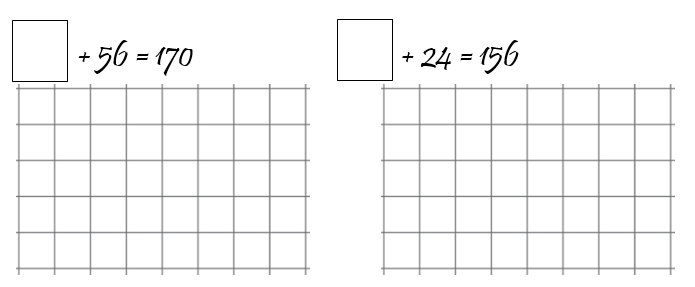 + 56 = 170
+ 24 = 156